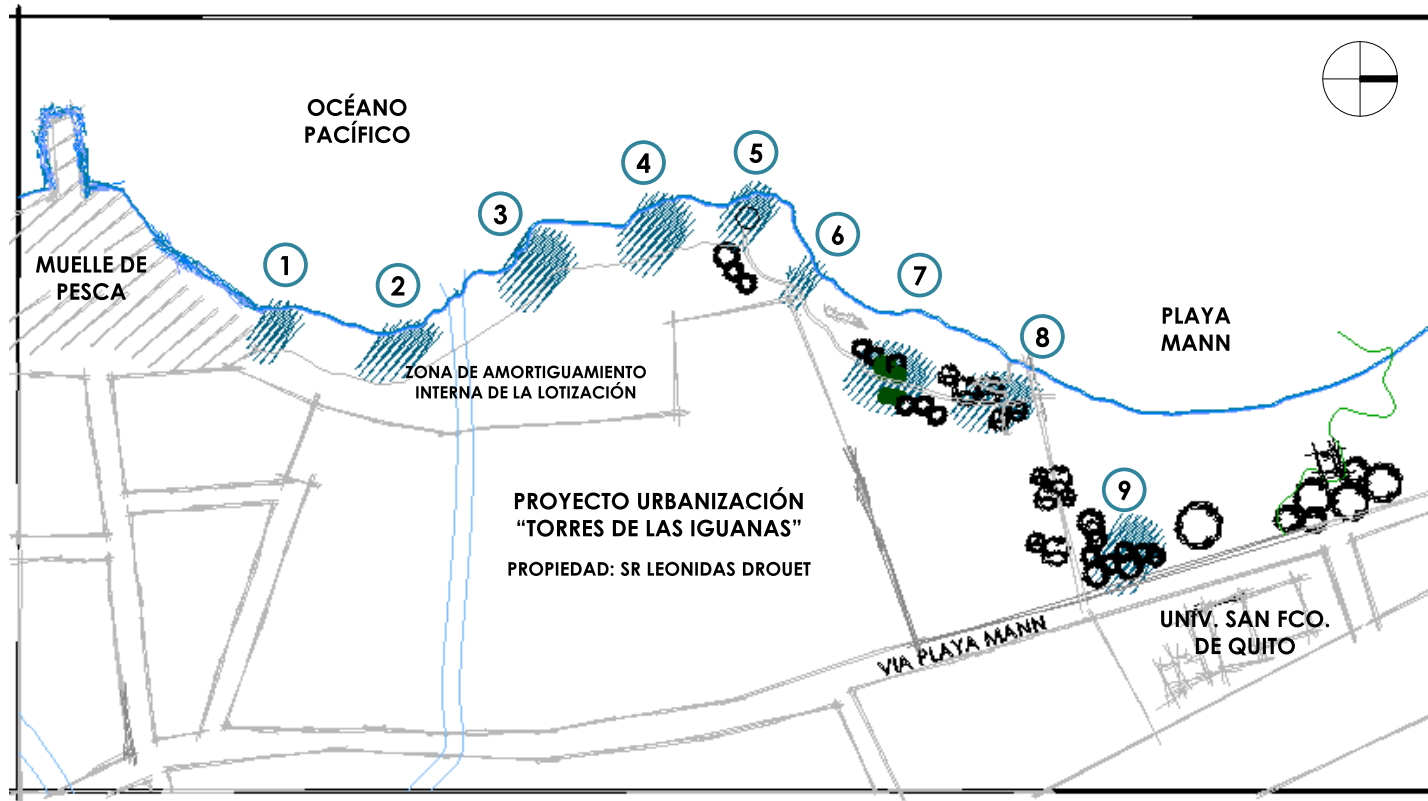 OCÉANO
PACÍFICO
5
4
3
6
1
MUELLE DE
PESCA
2
7
PLAYA
MANN
8
ZONA DE AMORTIGUAMIENTO
INTERNA DE LA LOTIZACIÓN
9
PROYECTO URBANIZACIÓN
“TORRES DE LAS IGUANAS”
PROPIEDAD: SR LEONIDAS DROUET
VIA PLAYA MANN
UNIV. SAN FCO.
DE QUITO